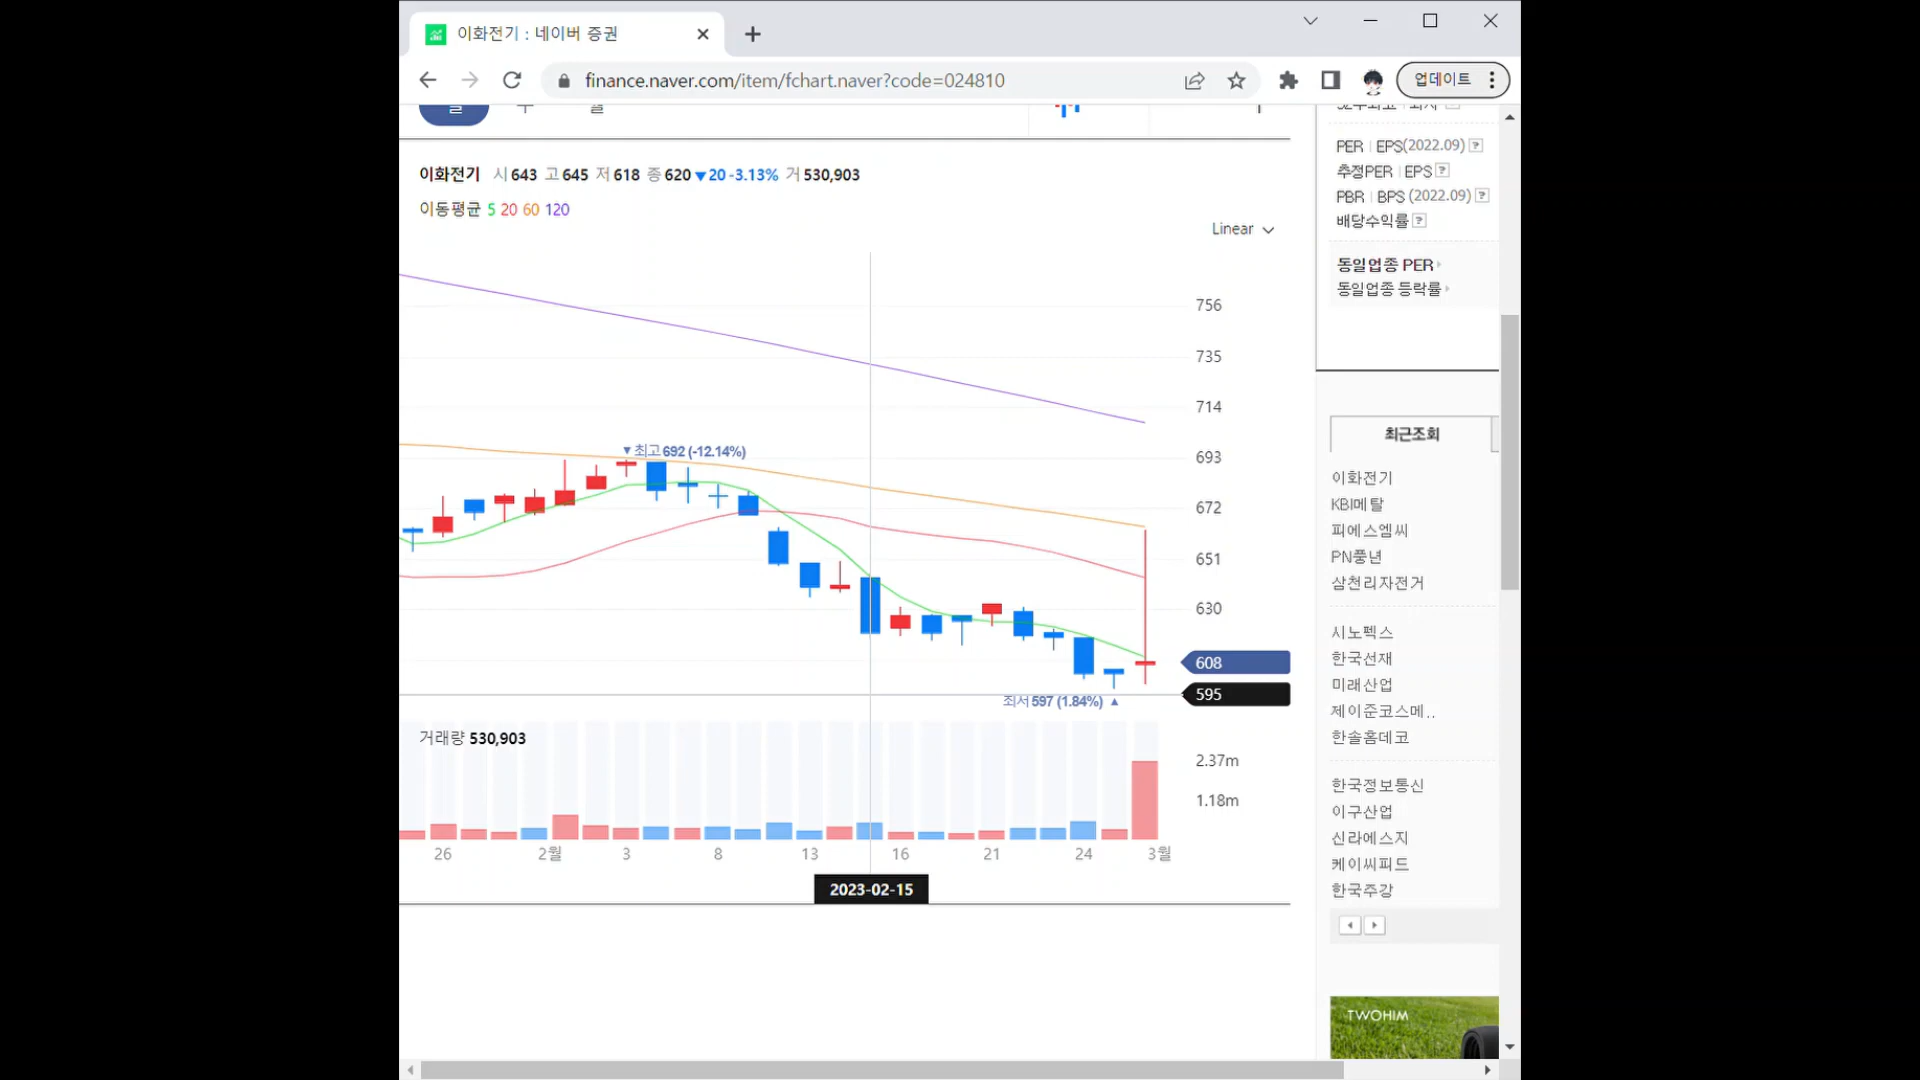 이화전기 : 네이버 증권
finance.naver.com/item/fchart.naver?code=024810
업데이트
이화전기 시 643 고 645 저 618 종 620 ▼20 -3.13% 거 530,903
이동평균 5 20 60 120
Linear
756
735
714
▼최고 692 (-12.14%)
693
672
651
630
608
595
최저 597 (1.84%) ▲
거래량 530,903
2.37m
1.18m
26 2월 3 8 13 16 21 24 3월
2023-02-15
PER EPS(2022.09) ?
추정PER EPS ?
PBR BPS (2022.09) ?
배당수익률 ?
동일업종 PER
동일업종 등락률
최근조회
이화전기
KBI메탈
피에스엠씨
PN풍년
삼천리자전거
시노펙스
한국선재
미래산업
제이준코스메..
한솔홈데코
한국정보통신
이구산업
신라에스지
케이씨피드
한국주강
TWOHIM